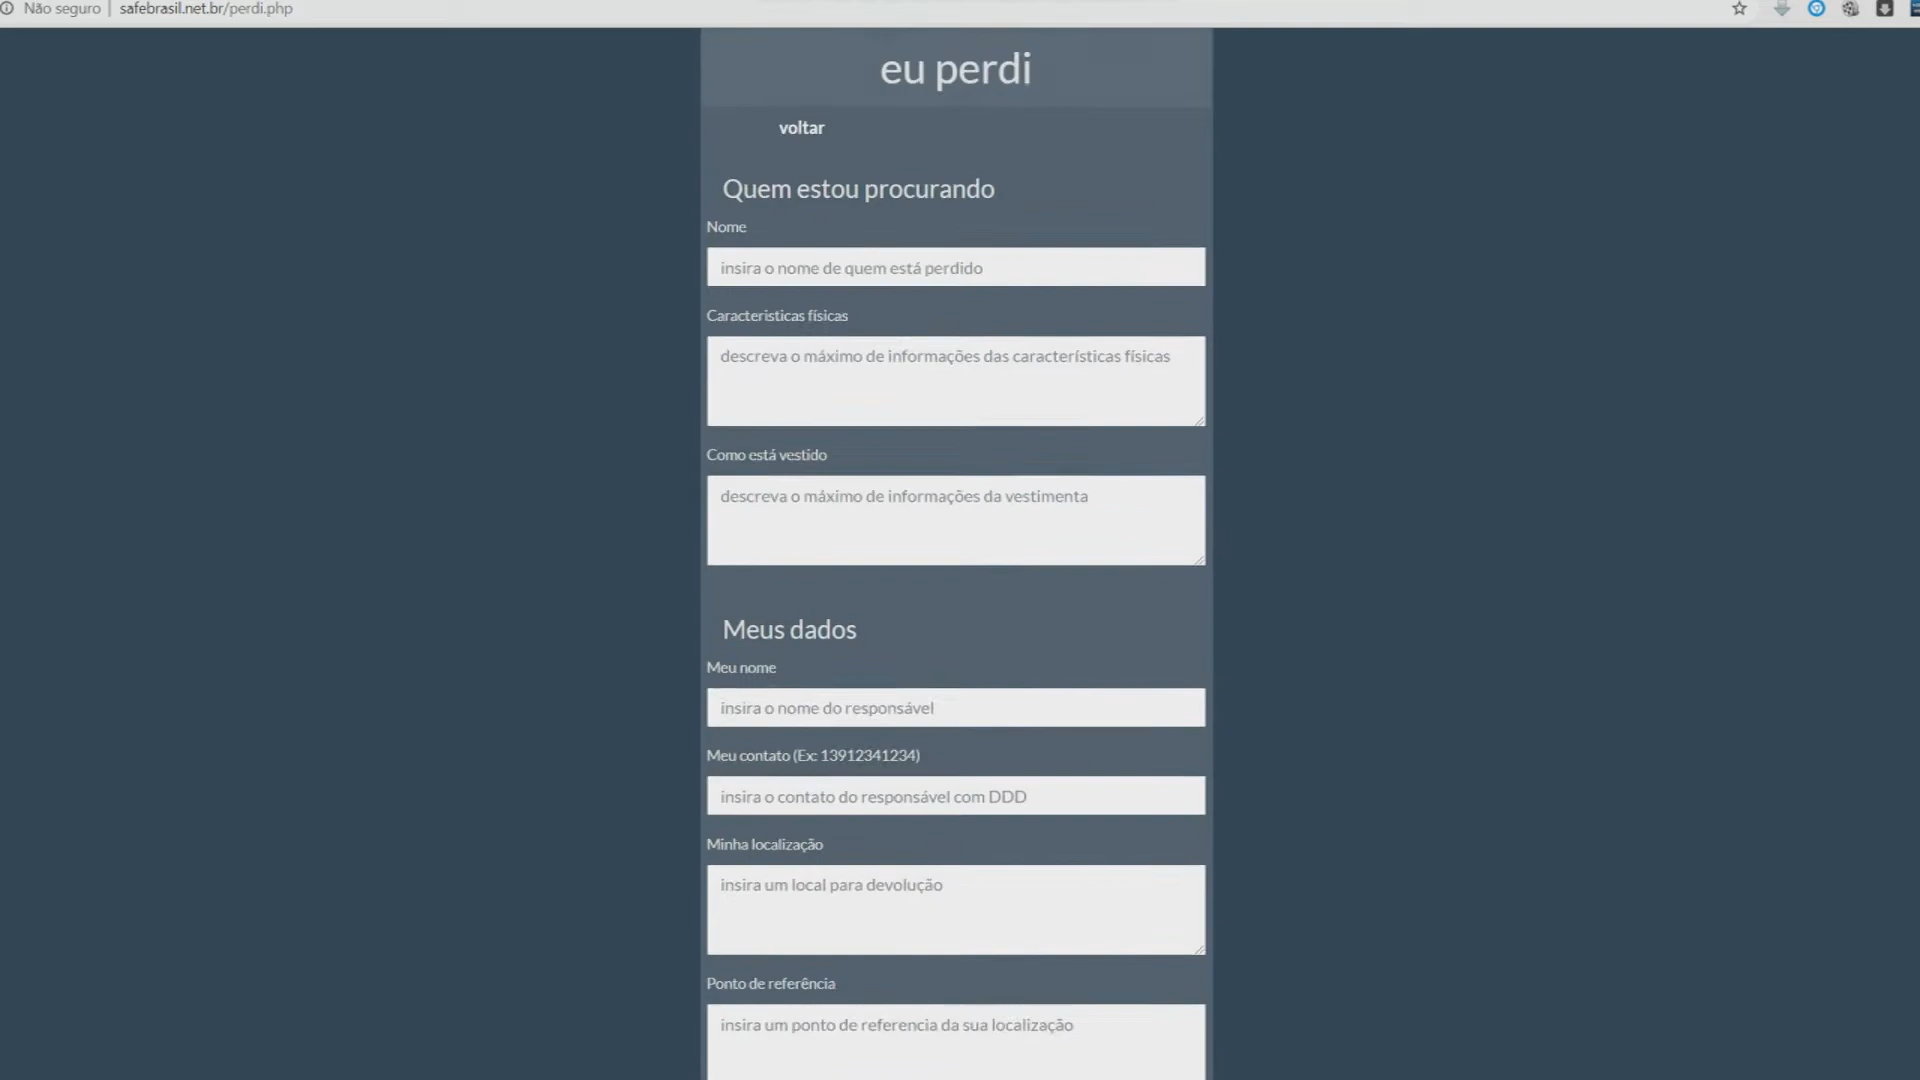 Não seguro | safebrasil.net.br/perdi.php
eu perdi
voltar
Quem estou procurando
Nome
insira o nome de quem está perdido
Caracteristicas físicas
descreva o máximo de informações das características físicas
Como está vestido
descreva o máximo de informações da vestimenta
Meus dados
Meu nome
insira o nome do responsável
Meu contato (Ex: 13912341234)
insira o contato do responsável com DDD
Minha localização
insira um local para devolução
Ponto de referência
insira um ponto de referencia da sua localização